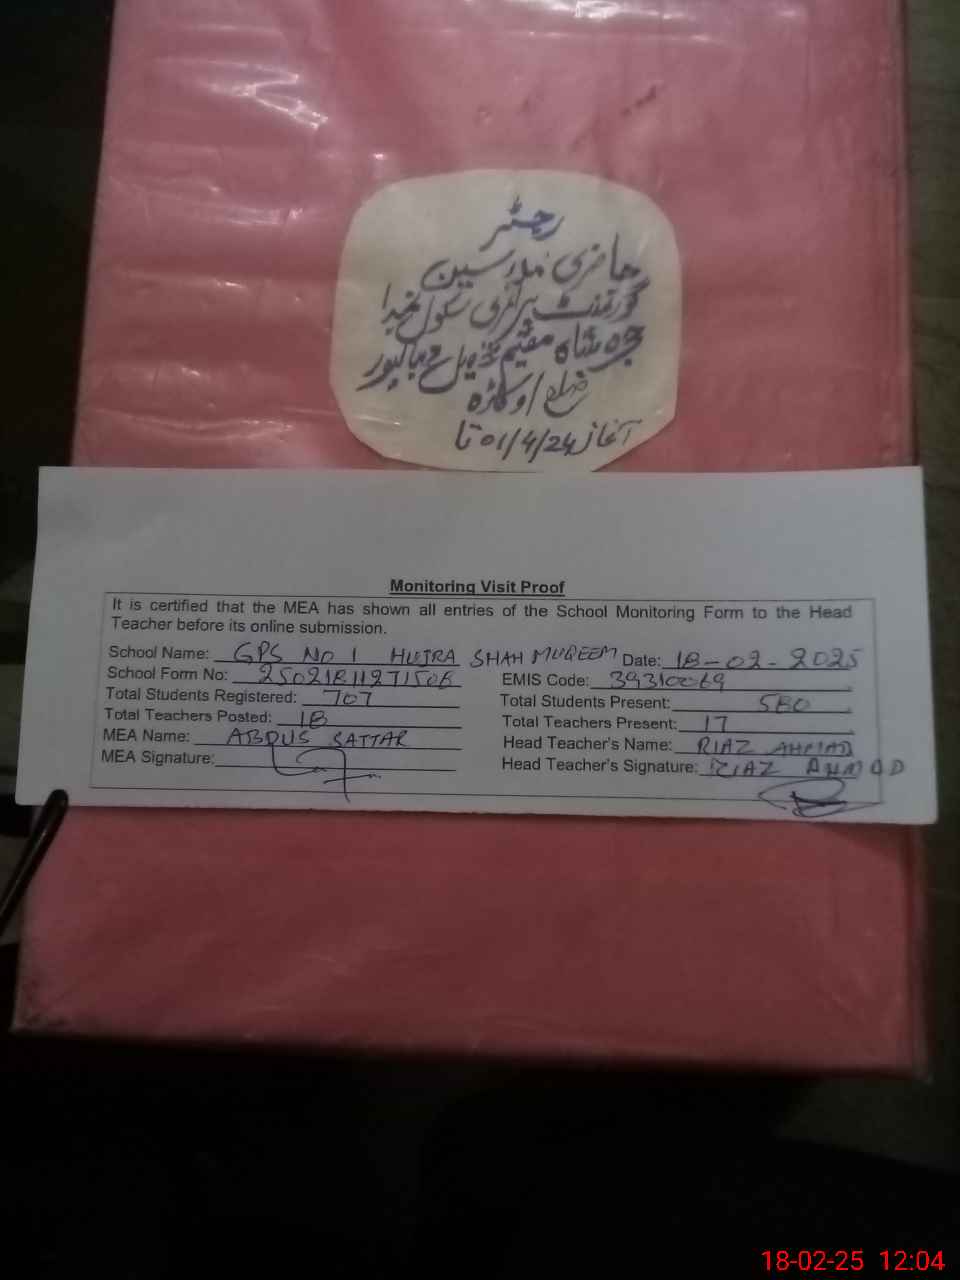 رجسٹر
حاضری مدرسین
گورنمنٹ پرائمری سکول نمبرا
حجرہ شاہ مقیم تحصیل دیپالپور
ضلع اوکاڑہ
آغاز 01/4/24 تا
Monitoring Visit Proof
It is certified that the MEA has shown all entries of the School Monitoring Form to the Head
Teacher before its online submission.
School Name: GPS No 1 HUJRA SHAH MUQEEM Date: 18-02-2025
School Form No: EMIS Code: 39310069
Total Students Registered: 707 Total Students Present: 580
Total Teachers Posted: 18 Total Teachers Present: 17
MEA Name: ABDUS SATTAR Head Teacher's Name: RIAZ AHMAD
MEA Signature: Head Teacher's Signature: RIAZ AHMAD
18-02-25 12:04